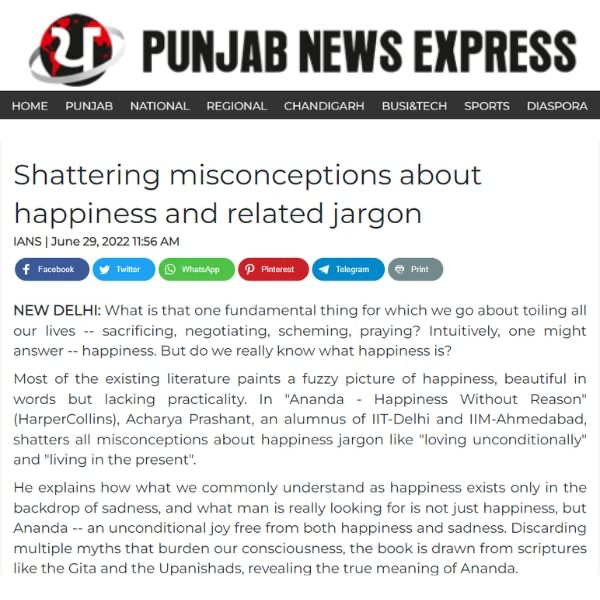 ਪ PUNJAB NEWS EXPRESS
HOME PUNJAB NATIONAL REGIONAL CHANDIGARH BUSI&TECH SPORTS DIASPORA
Shattering misconceptions about
happiness and related jargon
IANS | June 29, 2022 11:56 AM
Facebook Twitter WhatsApp Pinterest Telegram Print
NEW DELHI: What is that one fundamental thing for which we go about toiling all
our lives -- sacrificing, negotiating, scheming, praying? Intuitively, one might
answer -- happiness. But do we really know what happiness is?
Most of the existing literature paints a fuzzy picture of happiness, beautiful in
words but lacking practicality. In "Ananda - Happiness Without Reason"
(HarperCollins), Acharya Prashant, an alumnus of IIT-Delhi and IIM-Ahmedabad,
shatters all misconceptions about happiness jargon like "loving unconditionally"
and "living in the present".
He explains how what we commonly understand as happiness exists only in the
backdrop of sadness, and what man is really looking for is not just happiness, but
Ananda -- an unconditional joy free from both happiness and sadness. Discarding
multiple myths that burden our consciousness, the book is drawn from scriptures
like the Gita and the Upanishads, revealing the true meaning of Ananda.